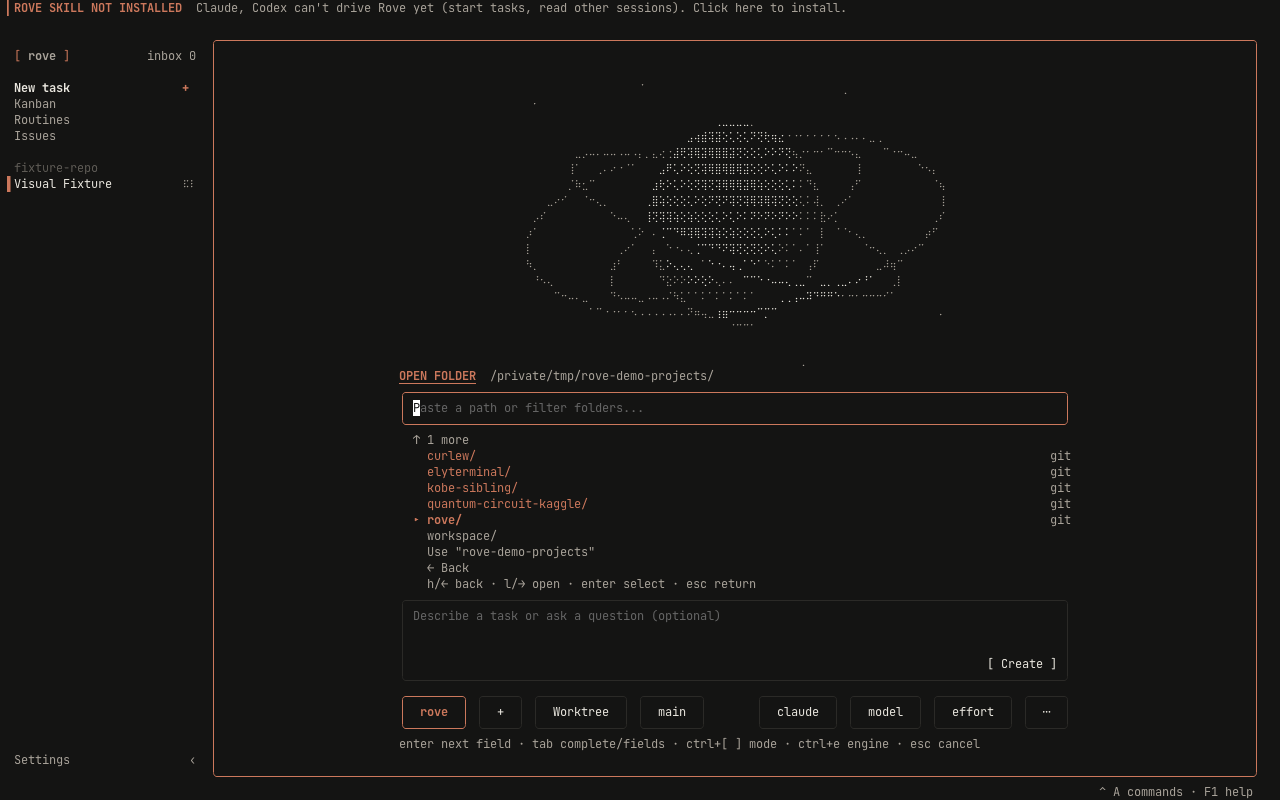 ROVE SKILL NOT INSTALLED  Claude, Codex can't drive Rove yet (start tasks, read other sessions). Click here to install.
[ rove ]  inbox 0
New task  +
Kanban
Routines
Issues
fixture-repo
Visual Fixture
OPEN FOLDER  /private/tmp/rove-demo-projects/
Paste a path or filter folders...
↑ 1 more
curlew/  git
elyterminal/  git
kobe-sibling/  git
quantum-circuit-kaggle/  git
▸ rove/  git
workspace/
Use "rove-demo-projects"
← Back
h/← back · l/→ open · enter select · esc return
Describe a task or ask a question (optional)
[ Create ]
rove  +  Worktree  main  claude  model  effort  ⋯
enter next field · tab complete/fields · ctrl+[ ] mode · ctrl+e engine · esc cancel
Settings  ‹
^ A commands · F1 help